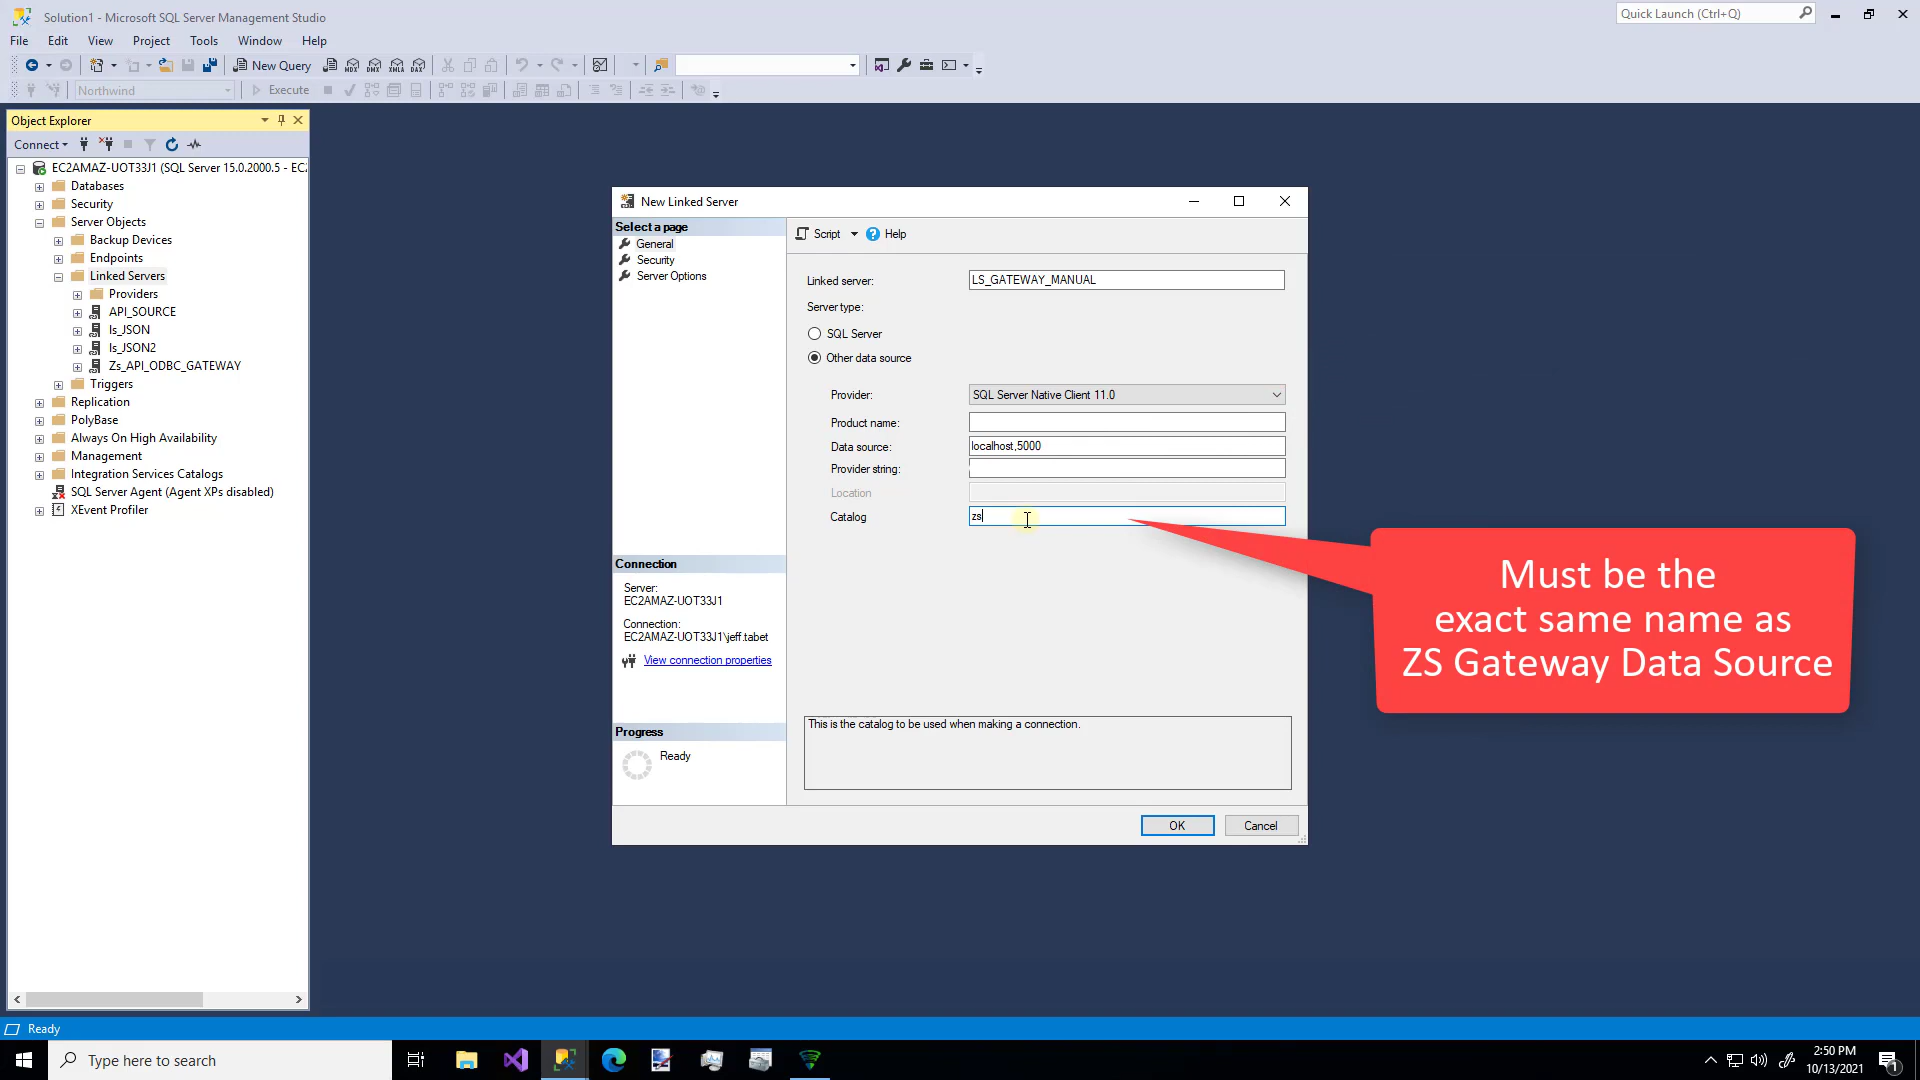 Solution1 - Microsoft SQL Server Management Studio
Quick Launch (Ctrl+Q)
File Edit View Project Tools Window Help
New Query
Northwind
Execute
Object Explorer
Connect
EC2AMAZ-UOT33J1 (SQL Server 15.0.2000.5 - EC2
Databases
Security
Server Objects
Backup Devices
Endpoints
Linked Servers
Providers
API_SOURCE
ls_JSON
ls_JSON2
Zs_API_ODBC_GATEWAY
Triggers
Replication
PolyBase
Always On High Availability
Management
Integration Services Catalogs
SQL Server Agent (Agent XPs disabled)
XEvent Profiler
New Linked Server
Select a page
General
Security
Server Options
Script Help
Linked server: LS_GATEWAY_MANUAL
Server type:
SQL Server
Other data source
Provider: SQL Server Native Client 11.0
Product name:
Data source: localhost,5000
Provider string:
Location
Catalog zs
Connection
Server:
EC2AMAZ-UOT33J1
Connection:
EC2AMAZ-UOT33J1\jeff.tabet
View connection properties
Progress
Ready
This is the catalog to be used when making a connection.
OK Cancel
Must be the
exact same name as
ZS Gateway Data Source
Ready
Type here to search
2:50 PM
10/13/2021
1